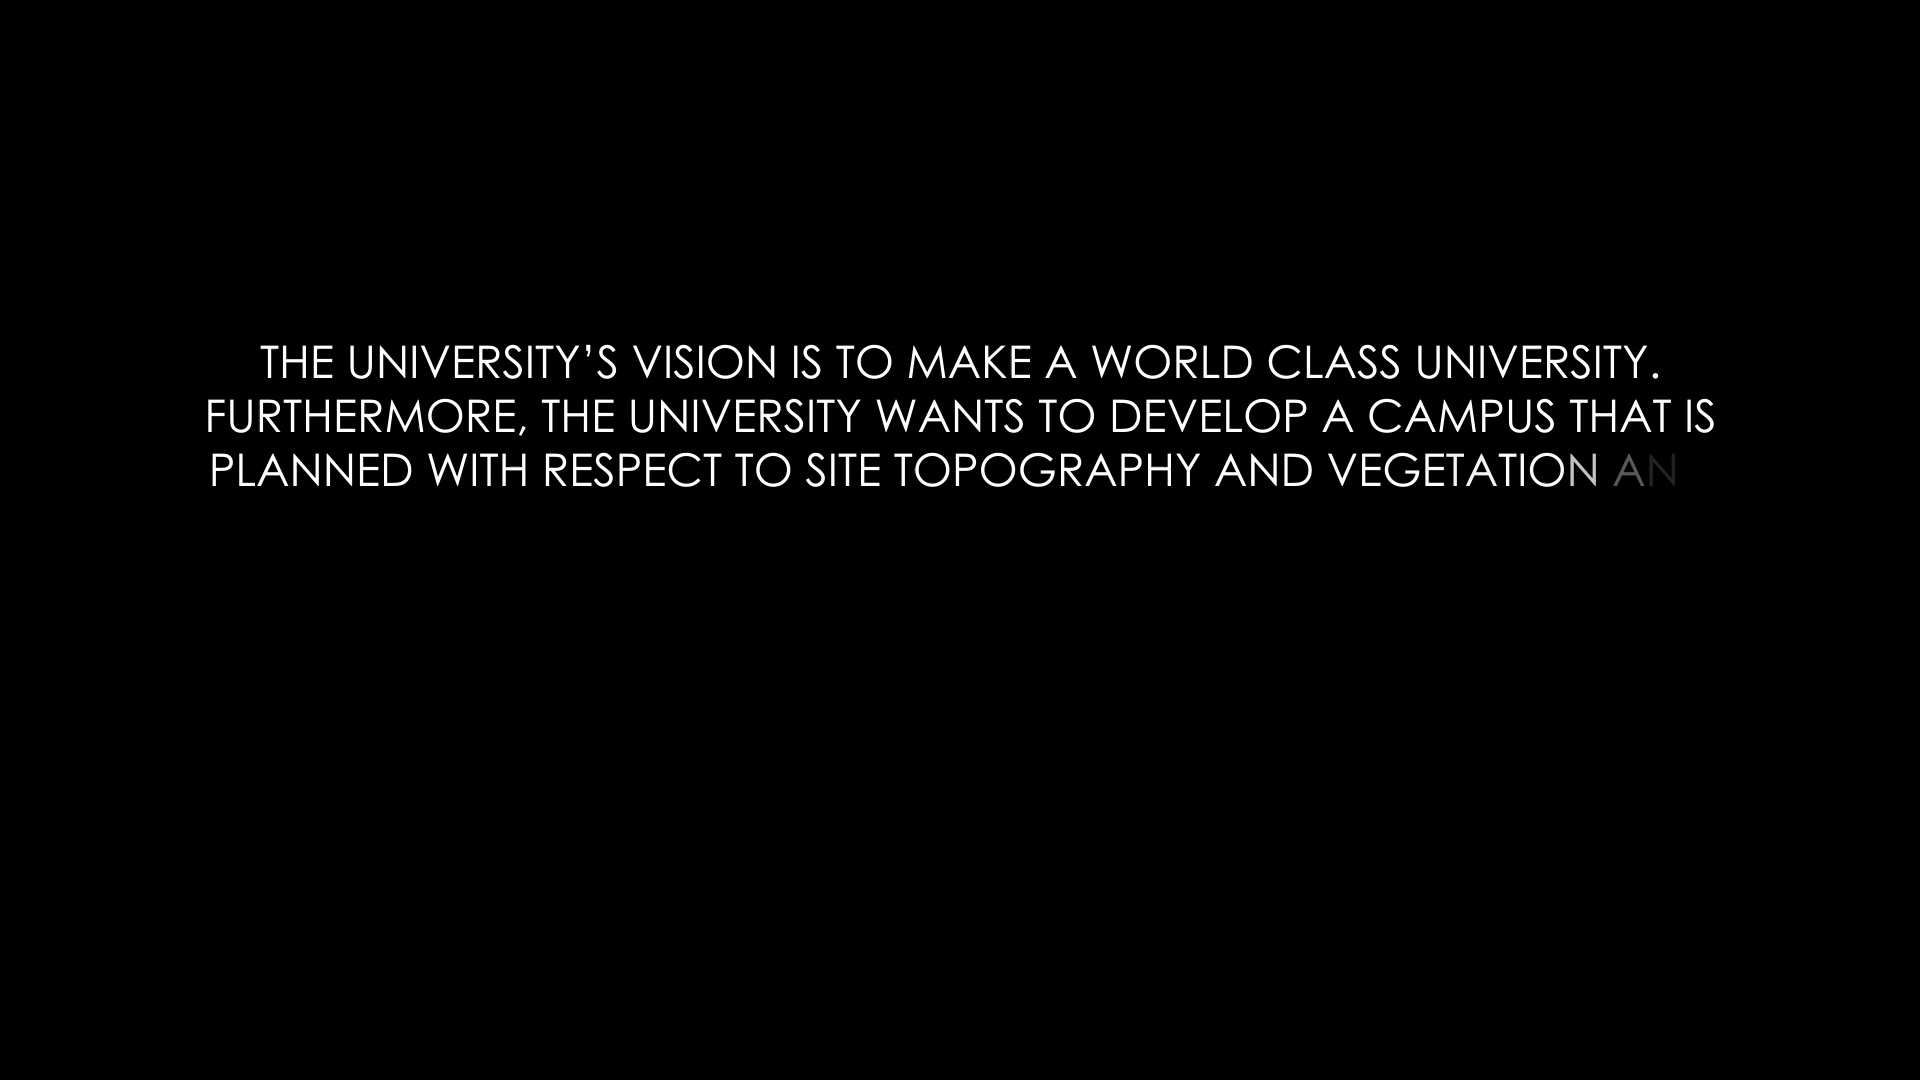 THE UNIVERSITY’S VISION IS TO MAKE A WORLD CLASS UNIVERSITY.
FURTHERMORE, THE UNIVERSITY WANTS TO DEVELOP A CAMPUS THAT IS
PLANNED WITH RESPECT TO SITE TOPOGRAPHY AND VEGETATION AN